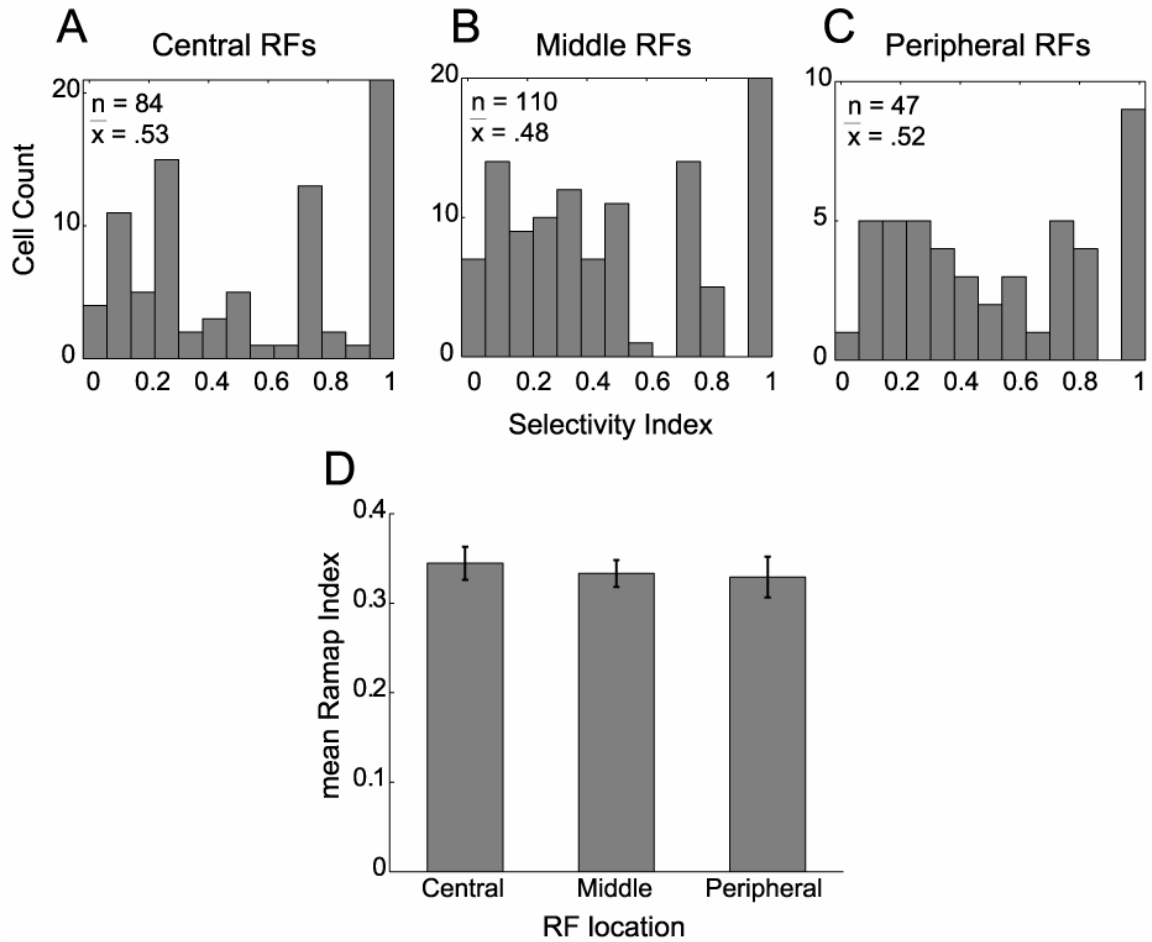 A
Central RFs
20
10
0
n = 84
x = .53
0 0.2 0.4 0.6 0.8 1
Cell Count
B
Middle RFs
20
10
0
n = 110
x = .48
0 0.2 0.4 0.6 0.8 1
C
Peripheral RFs
10
5
0
n = 47
x = .52
0 0.2 0.4 0.6 0.8 1
Selectivity Index
D
0.4
0.3
0.2
0.1
0
mean Ramap Index
Central Middle Peripheral
RF location